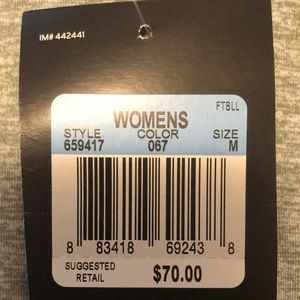 IM# 442441
FTBLL
WOMENS
STYLE COLOR SIZE
659417 067 M
8 83418 69243 8
SUGGESTED RETAIL $70.00